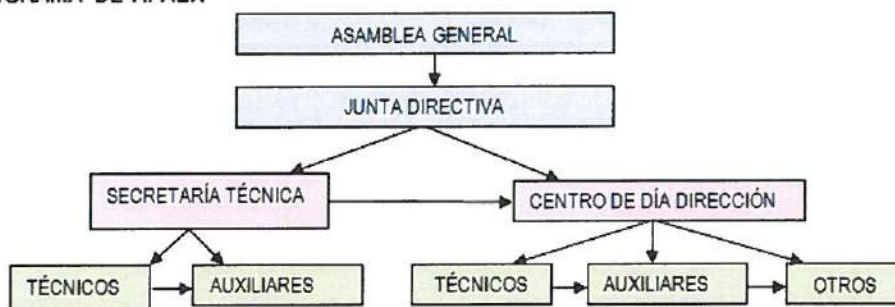 ASAMBLEA GENERAL
JUNTA DIRECTIVA
SECRETARÍA TÉCNICA
CENTRO DE DÍA DIRECCIÓN
TÉCNICOS
AUXILIARES
TÉCNICOS
AUXILIARES
OTROS